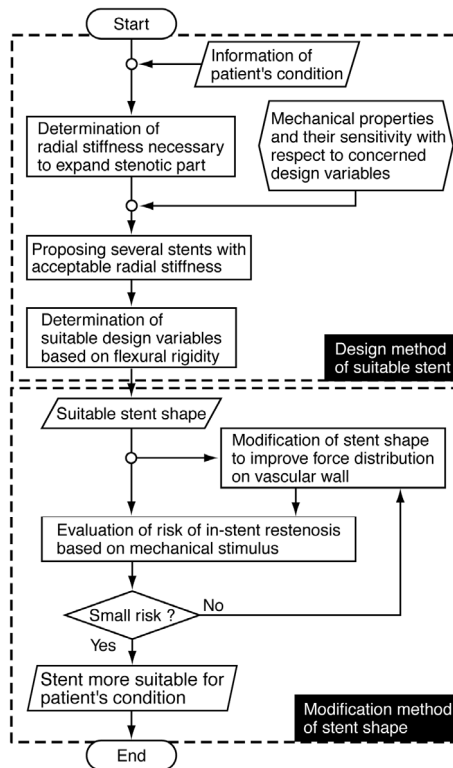 Start
Information of
patient's condition
Determination of
radial stiffness necessary
to expand stenotic part
Mechanical properties
and their sensitivity with
respect to concerned
design variables
Proposing several stents with
acceptable radial stiffness
Determination of
suitable design variables
based on flexural rigidity
Design method
of suitable stent
Suitable stent shape
Modification of stent shape
to improve force distribution
on vascular wall
Evaluation of risk of in-stent restenosis
based on mechanical stimulus
Small risk ?
No
Yes
Stent more suitable for
patient's condition
Modification method
of stent shape
End